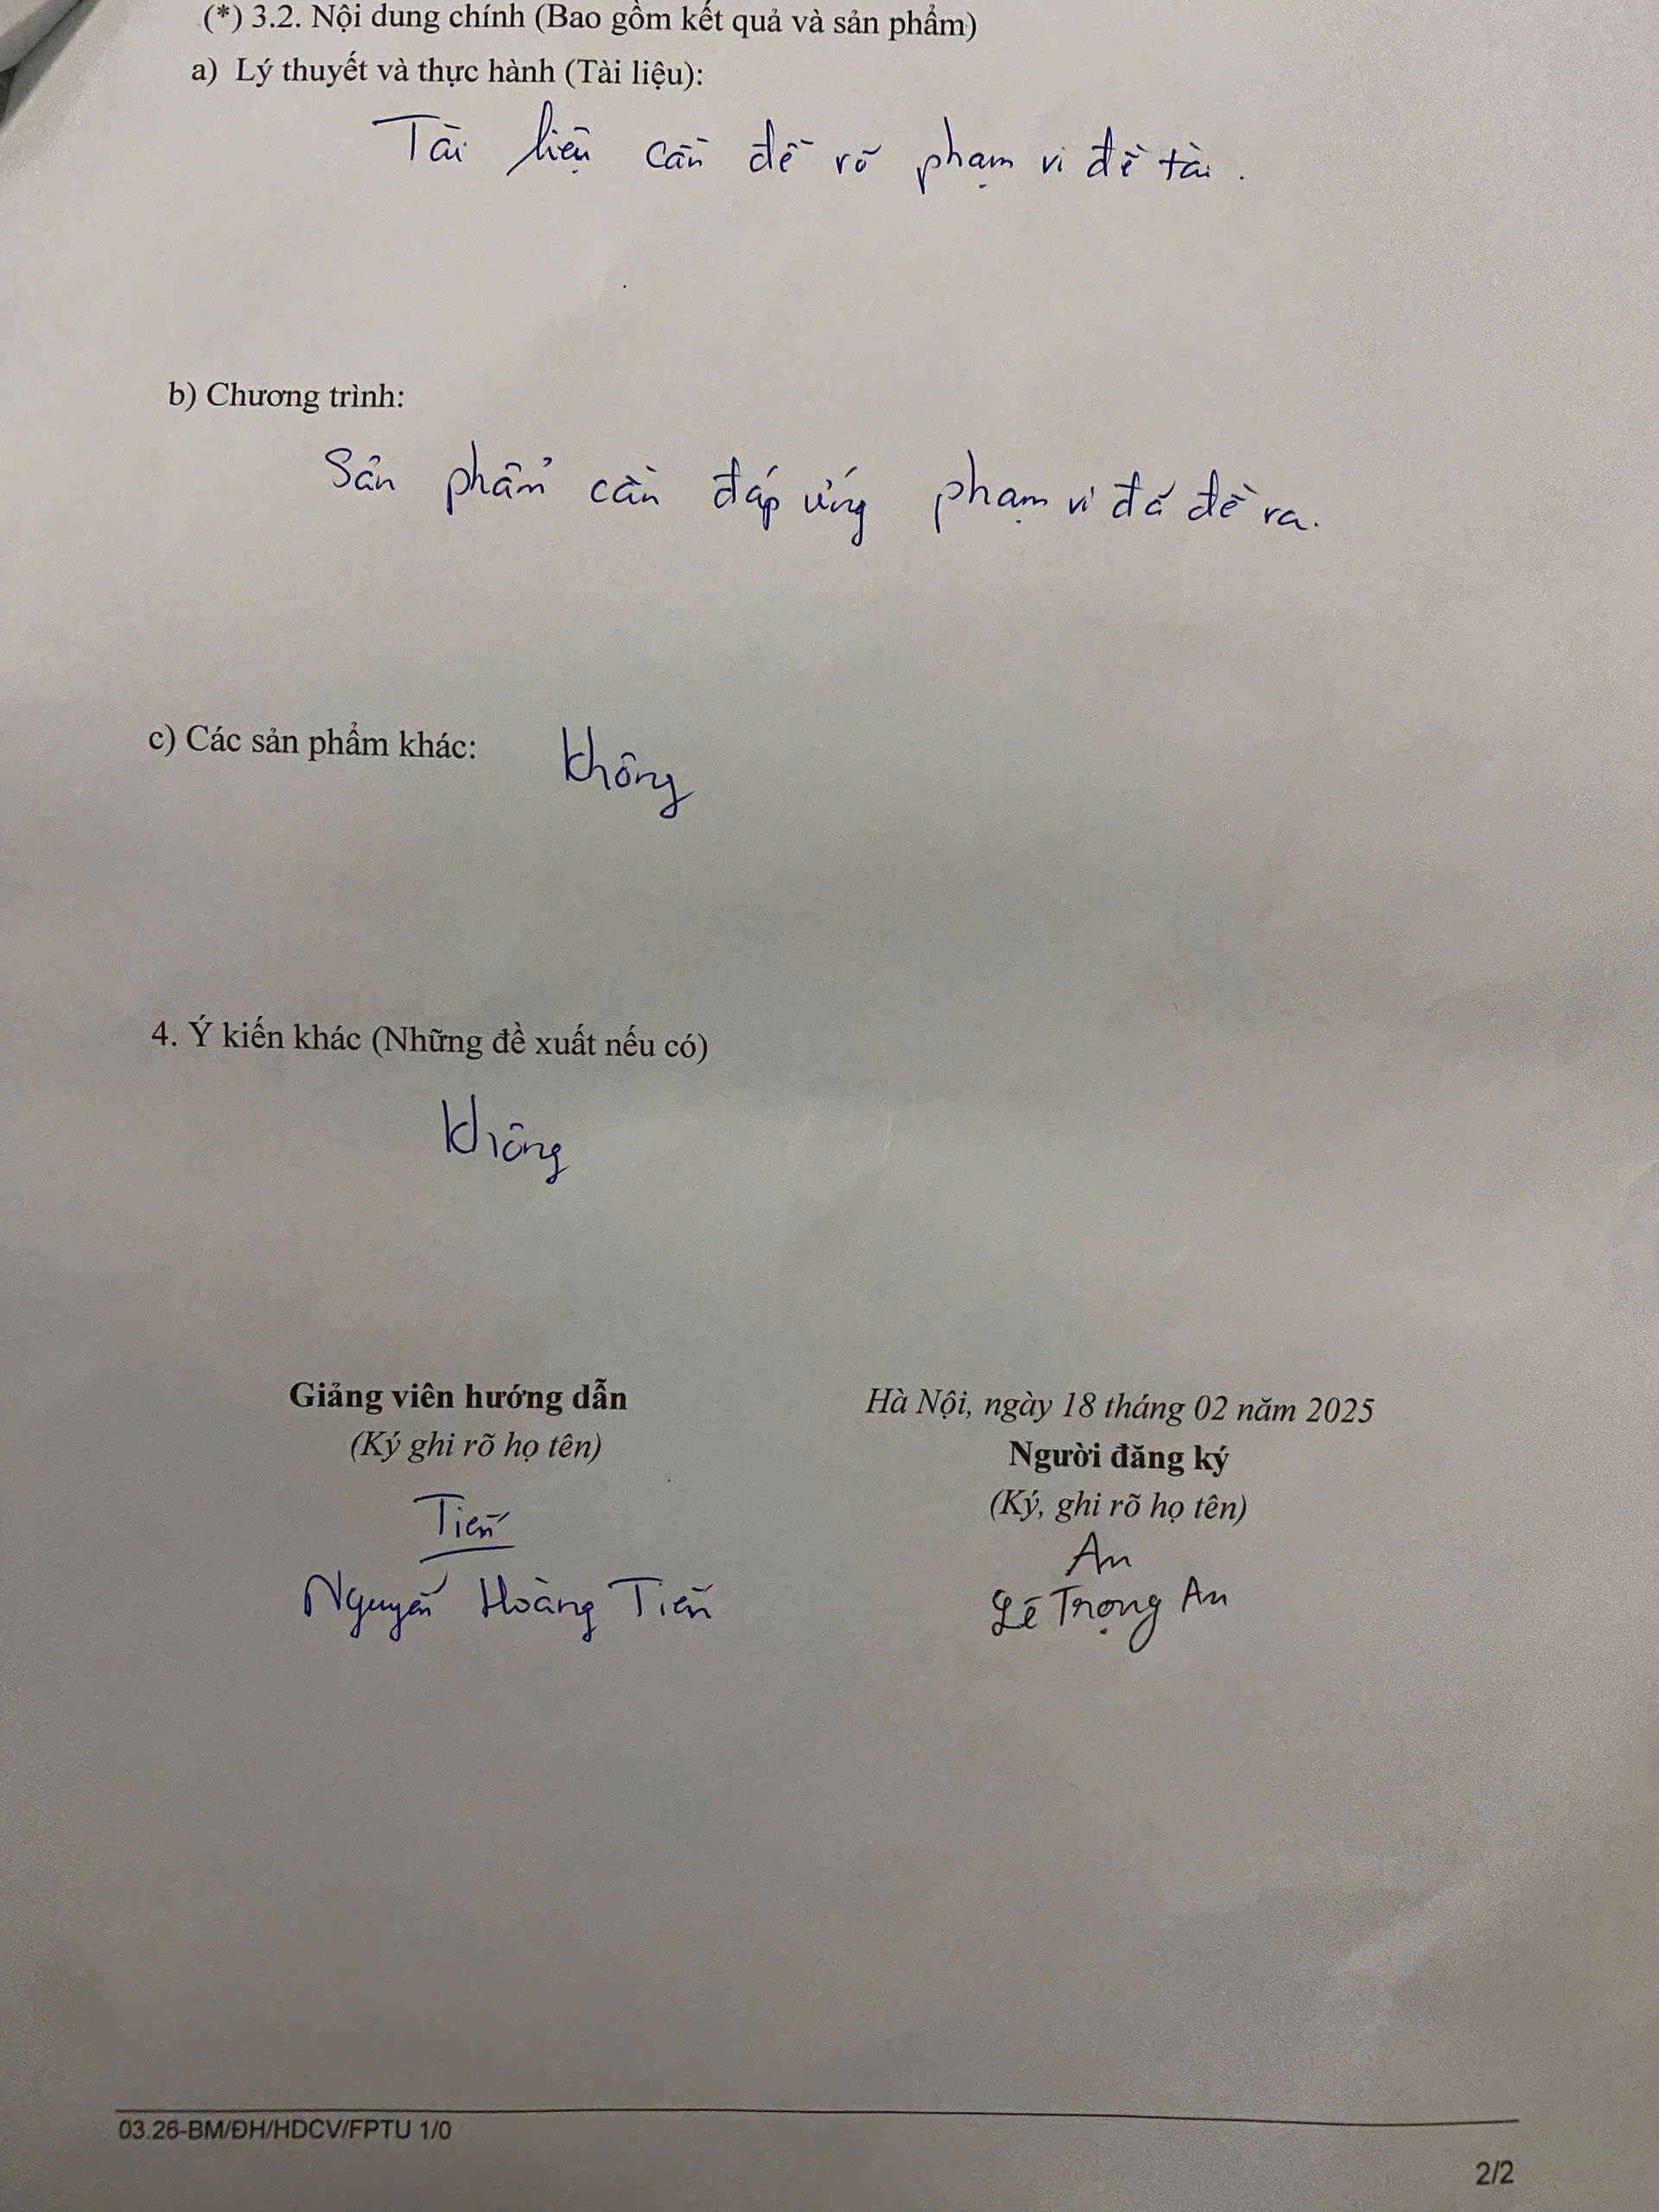 (*) 3.2. Nội dung chính (Bao gồm kết quả và sản phẩm)
a) Lý thuyết và thực hành (Tài liệu):
Tài liệu cần để rõ phạm vi đề tài.
b) Chương trình:
Sản phẩm cần đáp ứng phạm vi đã đề ra.
c) Các sản phẩm khác: không
4. Ý kiến khác (Những đề xuất nếu có)
không
Giảng viên hướng dẫn
(Ký ghi rõ họ tên)
Tiến
Nguyễn Hoàng Tiến
Hà Nội, ngày 18 tháng 02 năm 2025
Người đăng ký
(Ký, ghi rõ họ tên)
An
Lê Trọng An
03.26-BM/ĐH/HDCV/FPTU 1/0
2/2